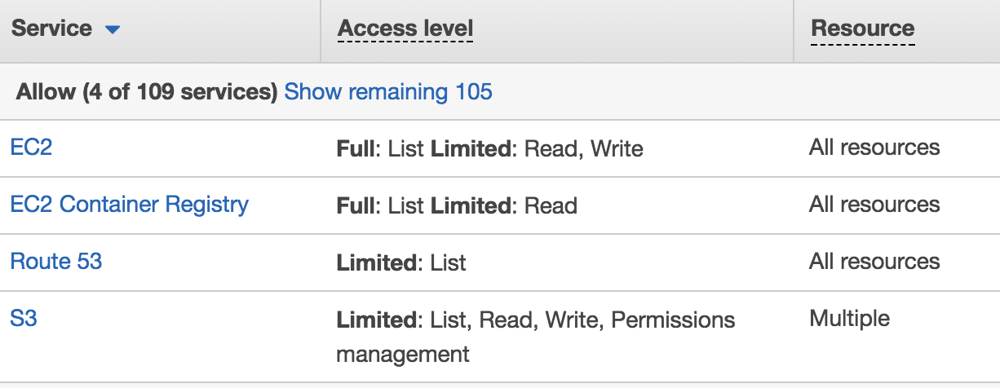 Service Access level Resource
Allow (4 of 109 services) Show remaining 105
EC2 Full: List Limited: Read, Write All resources
EC2 Container Registry Full: List Limited: Read All resources
Route 53 Limited: List All resources
S3 Limited: List, Read, Write, Permissions Multiple
management